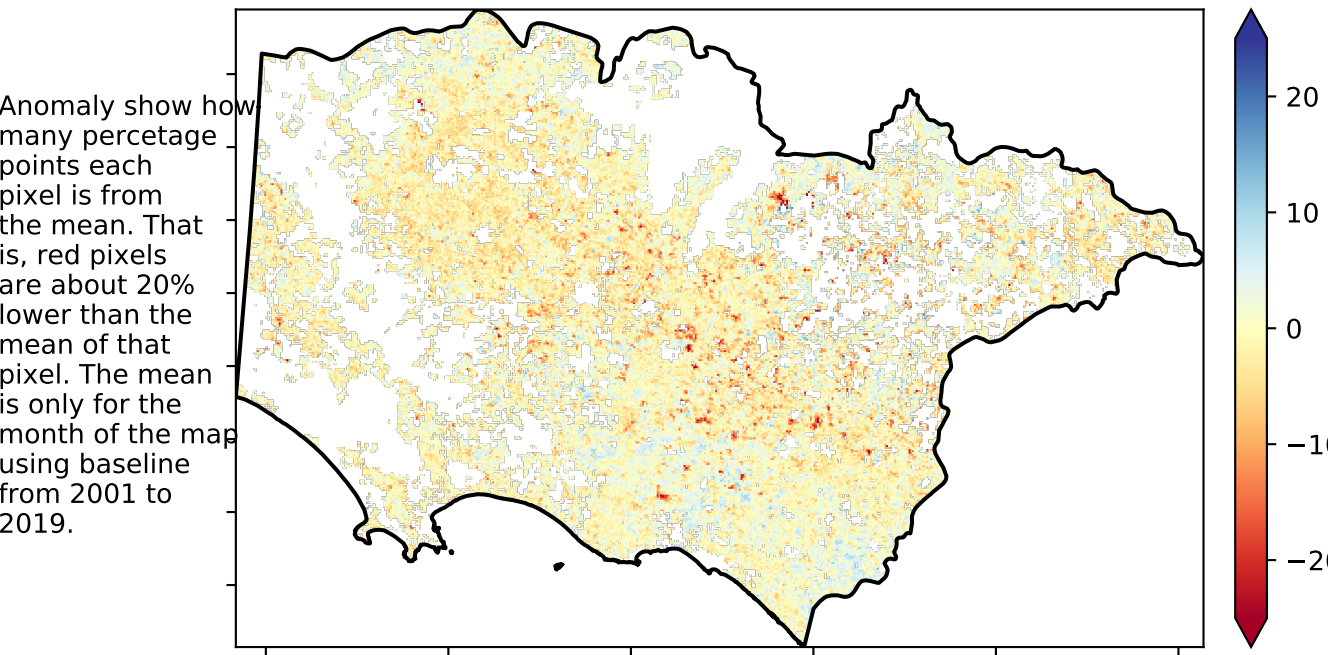 Anomaly show how
many percetage
points each
pixel is from
the mean. That
is, red pixels
are about 20%
lower than the
mean of that
pixel. The mean
is only for the
month of the map
using baseline
from 2001 to
2019.
20
10
0
−10
−20